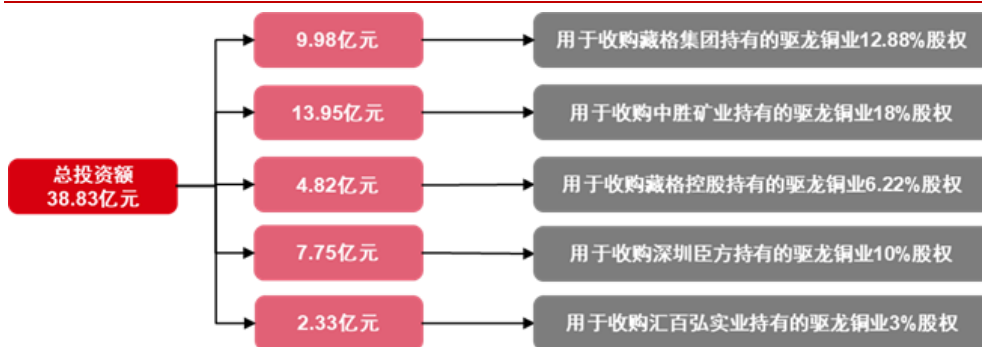 9.98亿元
用于收购藏格集团持有的驱龙铜业12.88%股权
13.95亿元
用于收购中胜矿业持有的驱龙铜业18%股权
总投资额
38.83亿元
4.82亿元
用于收购藏格控股持有的驱龙铜业6.22%股权
7.75亿元
用于收购深圳臣方持有的驱龙铜业10%股权
2.33亿元
用于收购汇百弘实业持有的驱龙铜业3%股权